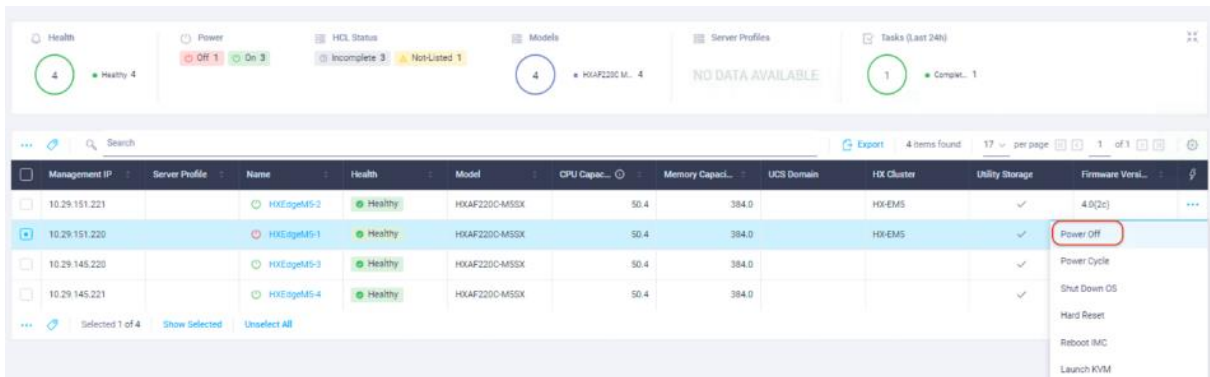 Health Power HCL Status Models Server Profiles Tasks (Last 24h)
Off 1 On 3 Incomplete 3 Not-Listed 1
4 Healthy 4 4 HXAF220C M... 4 NO DATA AVAILABLE 1 Complet... 1
... Search Export 4 items found 17 per page 1 of 1
Management IP Server Profile Name Health Model CPU Capac... Memory Capaci... UCS Domain HX Cluster Utility Storage Firmware Versi...
10.29.151.221 HXEdgeM5-2 Healthy HXAF220C-M5SX 50.4 384.0 HX-EM5 4.0(2c) ...
10.29.151.220 HXEdgeM5-1 Healthy HXAF220C-M5SX 50.4 384.0 HX-EM5 Power Off
10.29.145.220 HXEdgeM5-3 Healthy HXAF220C-M5SX 50.4 384.0 Power Cycle
10.29.145.221 HXEdgeM5-4 Healthy HXAF220C-M5SX 50.4 384.0 Shut Down OS
... Selected 1 of 4 Show Selected Unselect All Hard Reset
Reboot IMC
Launch KVM